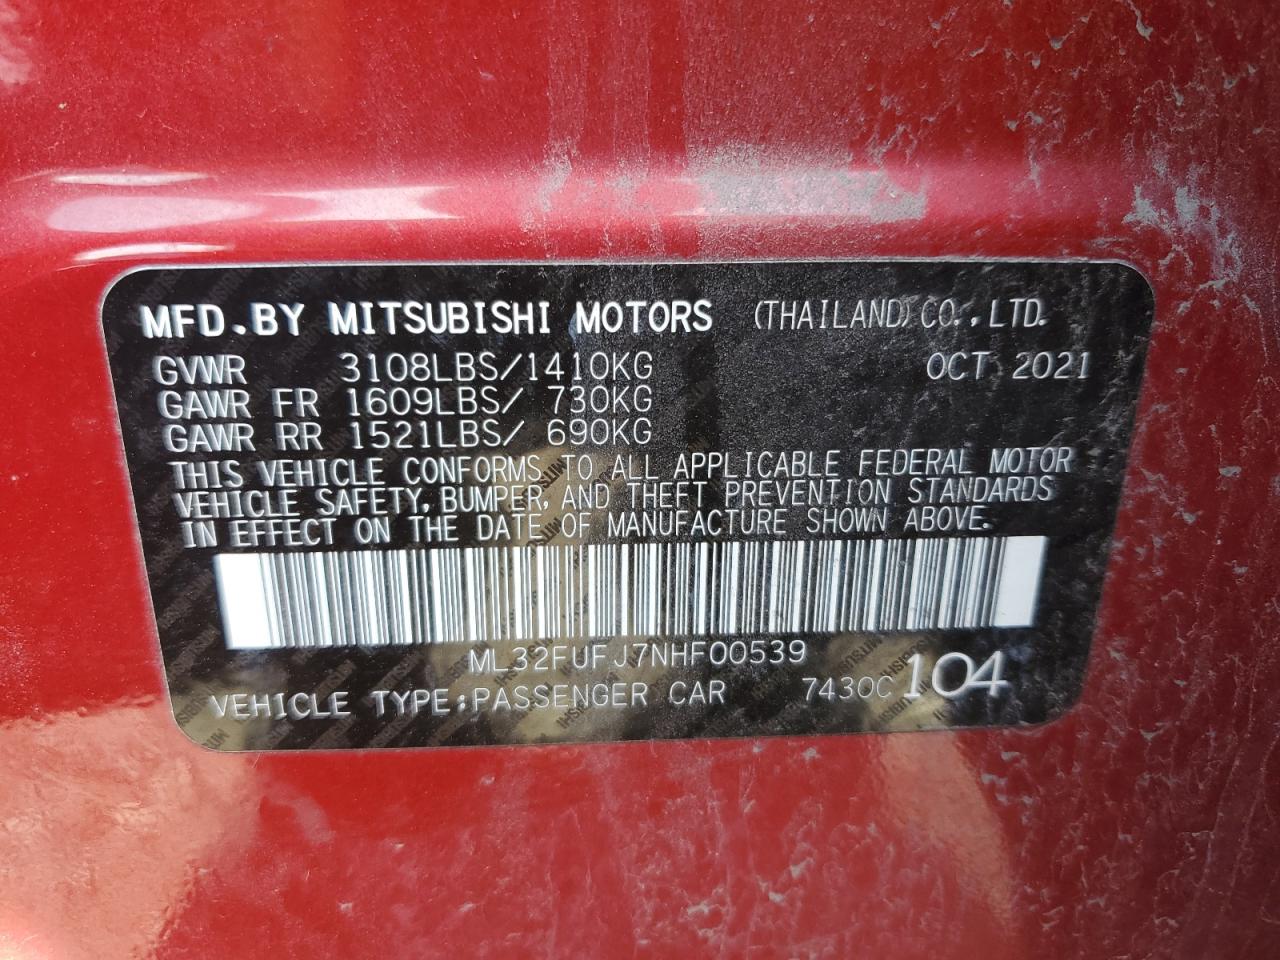 MFD.BY MITSUBISHI MOTORS (THAILAND) CO., LTD.
GVWR 3108LBS/1410KG OCT 2021
GAWR FR 1609LBS/ 730KG
GAWR RR 1521LBS/ 690KG
THIS VEHICLE CONFORMS TO ALL APPLICABLE FEDERAL MOTOR
VEHICLE SAFETY, BUMPER, AND THEFT PREVENTION STANDARDS
IN EFFECT ON THE DATE OF MANUFACTURE SHOWN ABOVE.
ML32FUFJ7NHF00539
VEHICLE TYPE:PASSENGER CAR 7430C 104